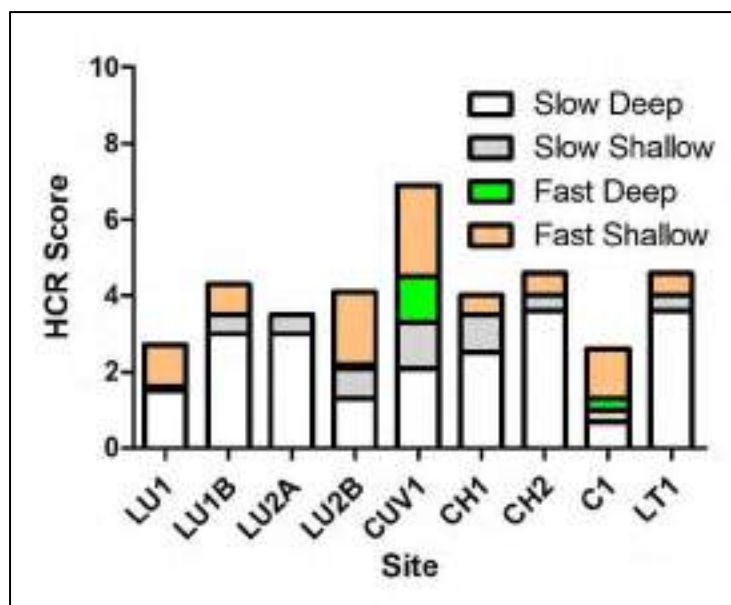 10
8
6
4
2
0
HCR Score
Slow Deep
Slow Shallow
Fast Deep
Fast Shallow
LU1
LU1B
LU2A
LU2B
CUV1
CH1
CH2
C1
LT1
Site